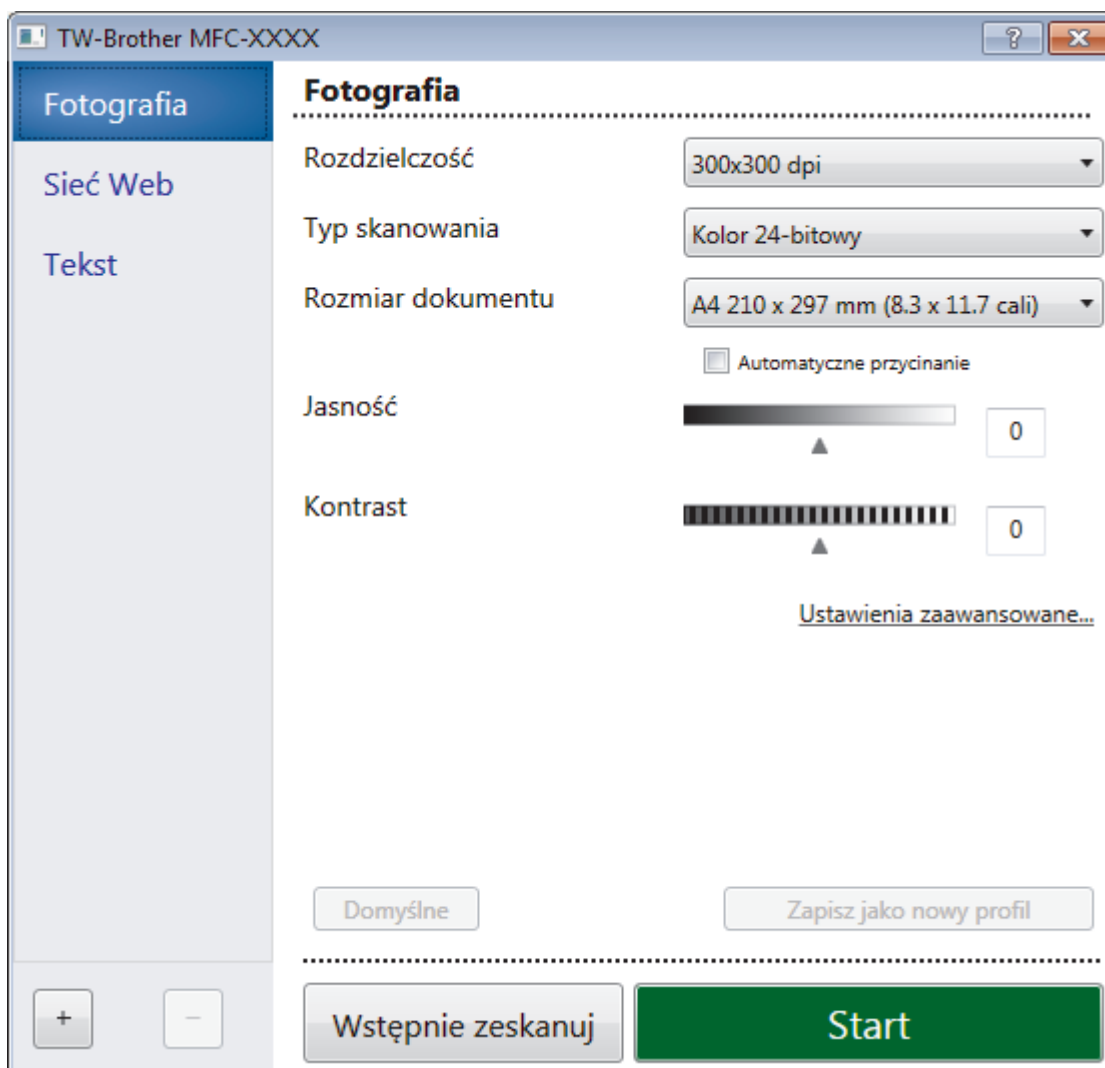 TW-Brother MFC-XXXX
?
Fotografia
Sieć Web
Tekst
Fotografia
Rozdzielczość
300x300 dpi
Typ skanowania
Kolor 24-bitowy
Rozmiar dokumentu
A4 210 x 297 mm (8.3 x 11.7 cali)
Automatyczne przycinanie
Jasność
0
Kontrast
0
Ustawienia zaawansowane...
Domyślne
Zapisz jako nowy profil
+
−
Wstępnie zeskanuj
Start